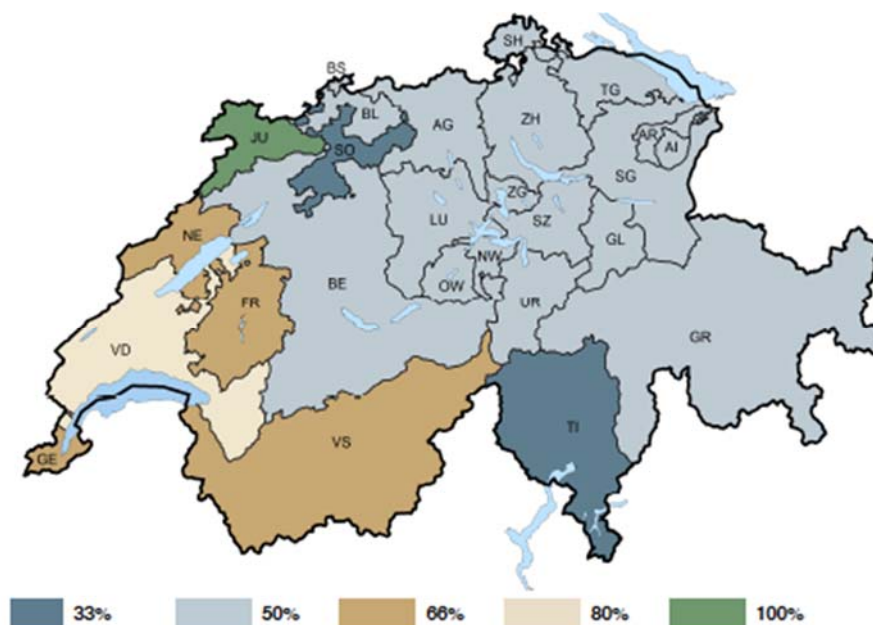 SH
BS
TG
BL
AG
ZH
JU
SO
AR
AI
SG
ZG
LU
SZ
NE
GL
NW
BE
OW
FR
UR
VD
GR
TI
VS
GE
33% 50% 66% 80% 100%